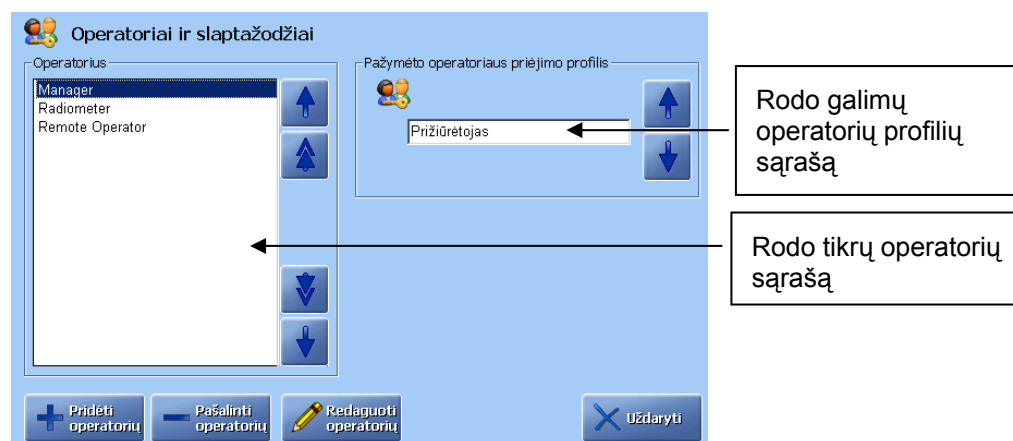 Operatoriai ir slaptažodžiai
Operatorius
Manager
Radiometer
Remote Operator
Pažymėto operatoriaus priėjimo profilis
Prižiūrėtojas
Rodo galimų
operatorių profilių
sąrašą
Rodo tikrų operatorių
sąrašą
Pridėti
operatorių
Pašalinti
operatorių
Redaguoti
operatorių
Uždaryti